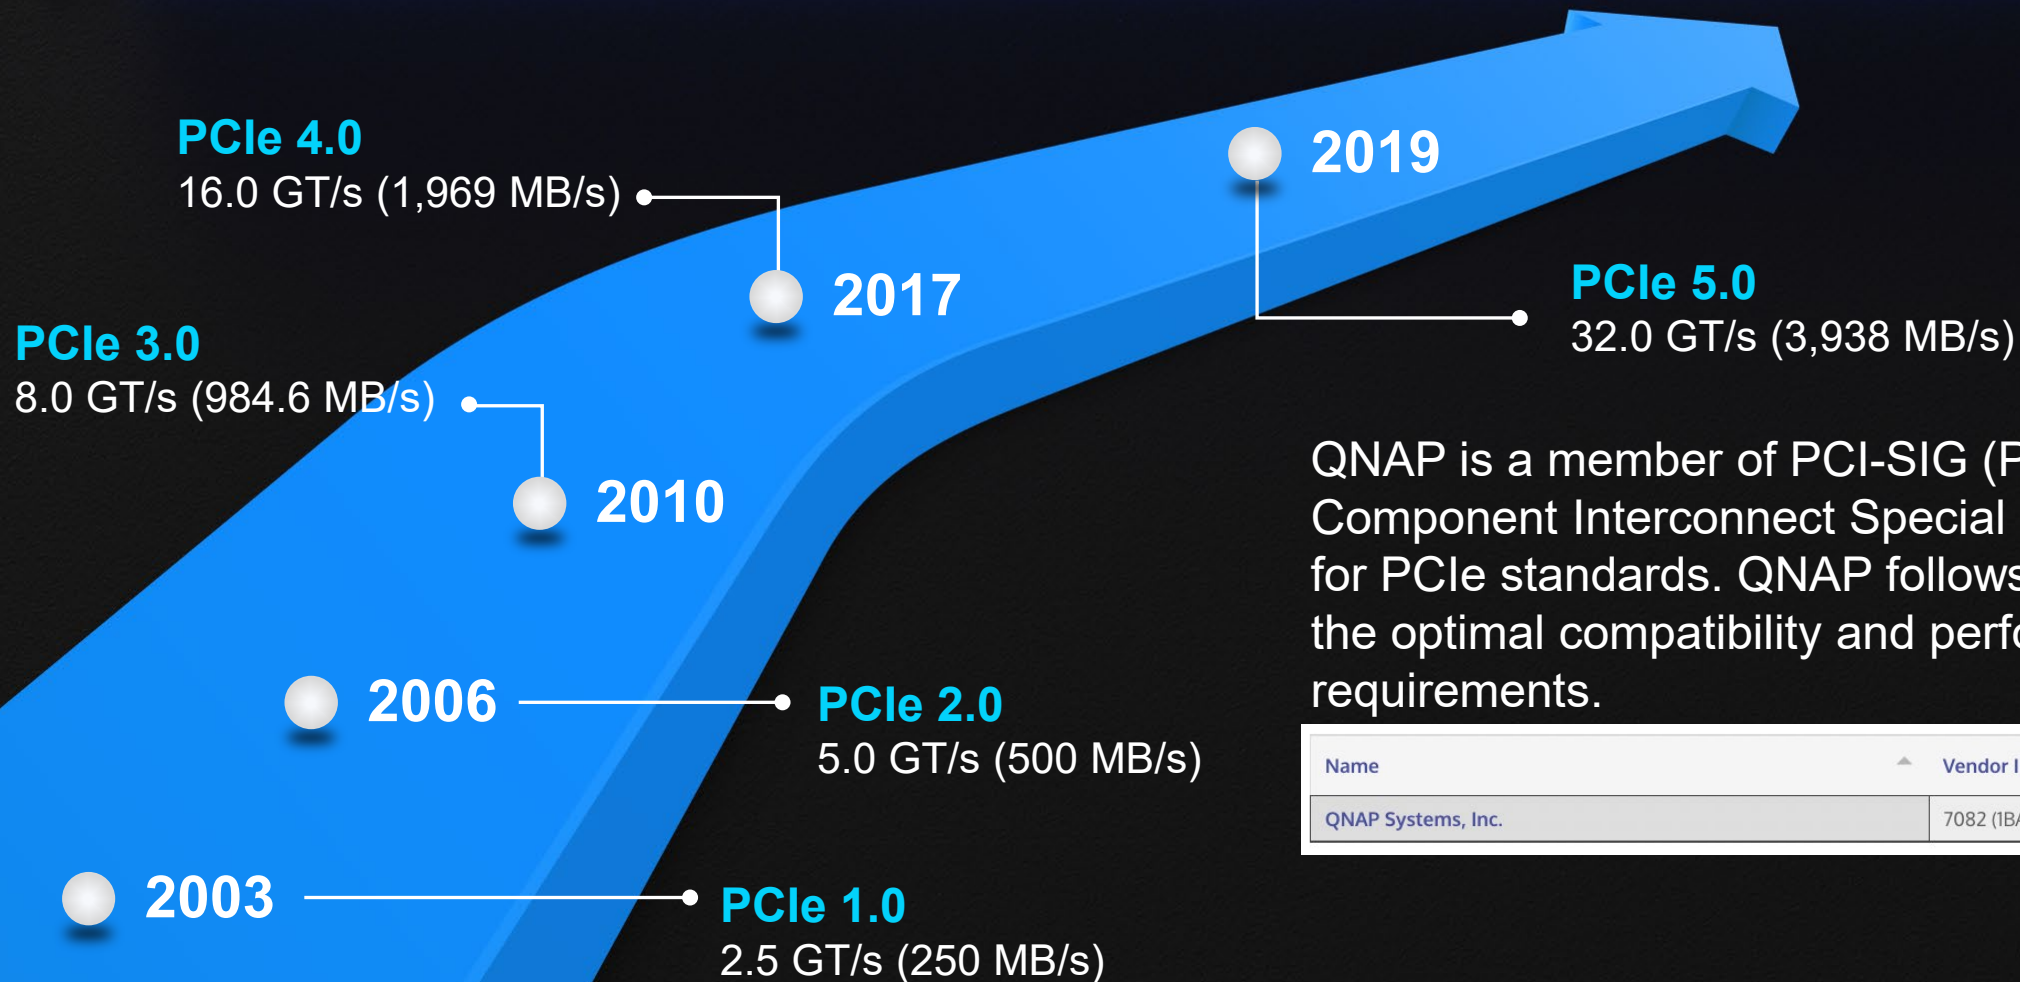 PCIe 4.0
16.0 GT/s (1,969 MB/s)
2019
2017
PCIe 5.0
32.0 GT/s (3,938 MB/s)
PCIe 3.0
8.0 GT/s (984.6 MB/s)
2010
QNAP is a member of PCI-SIG (P
Component Interconnect Special
for PCIe standards. QNAP follows
the optimal compatibility and perfo
requirements.
2006
PCIe 2.0
5.0 GT/s (500 MB/s)
Name
Vendor I
QNAP Systems, Inc.
7082 (1BA
2003
PCIe 1.0
2.5 GT/s (250 MB/s)